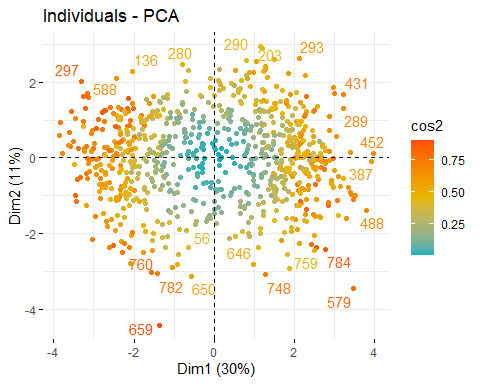 Individuals - PCA
290 293
280 203
136
297
588 431
289
452
387
488
56
646
760 759 784
782 650 748
579
659
2
0
-2
-4
-4 -2 0 2 4
Dim1 (30%)
Dim2 (11%)
cos2
0.75
0.50
0.25